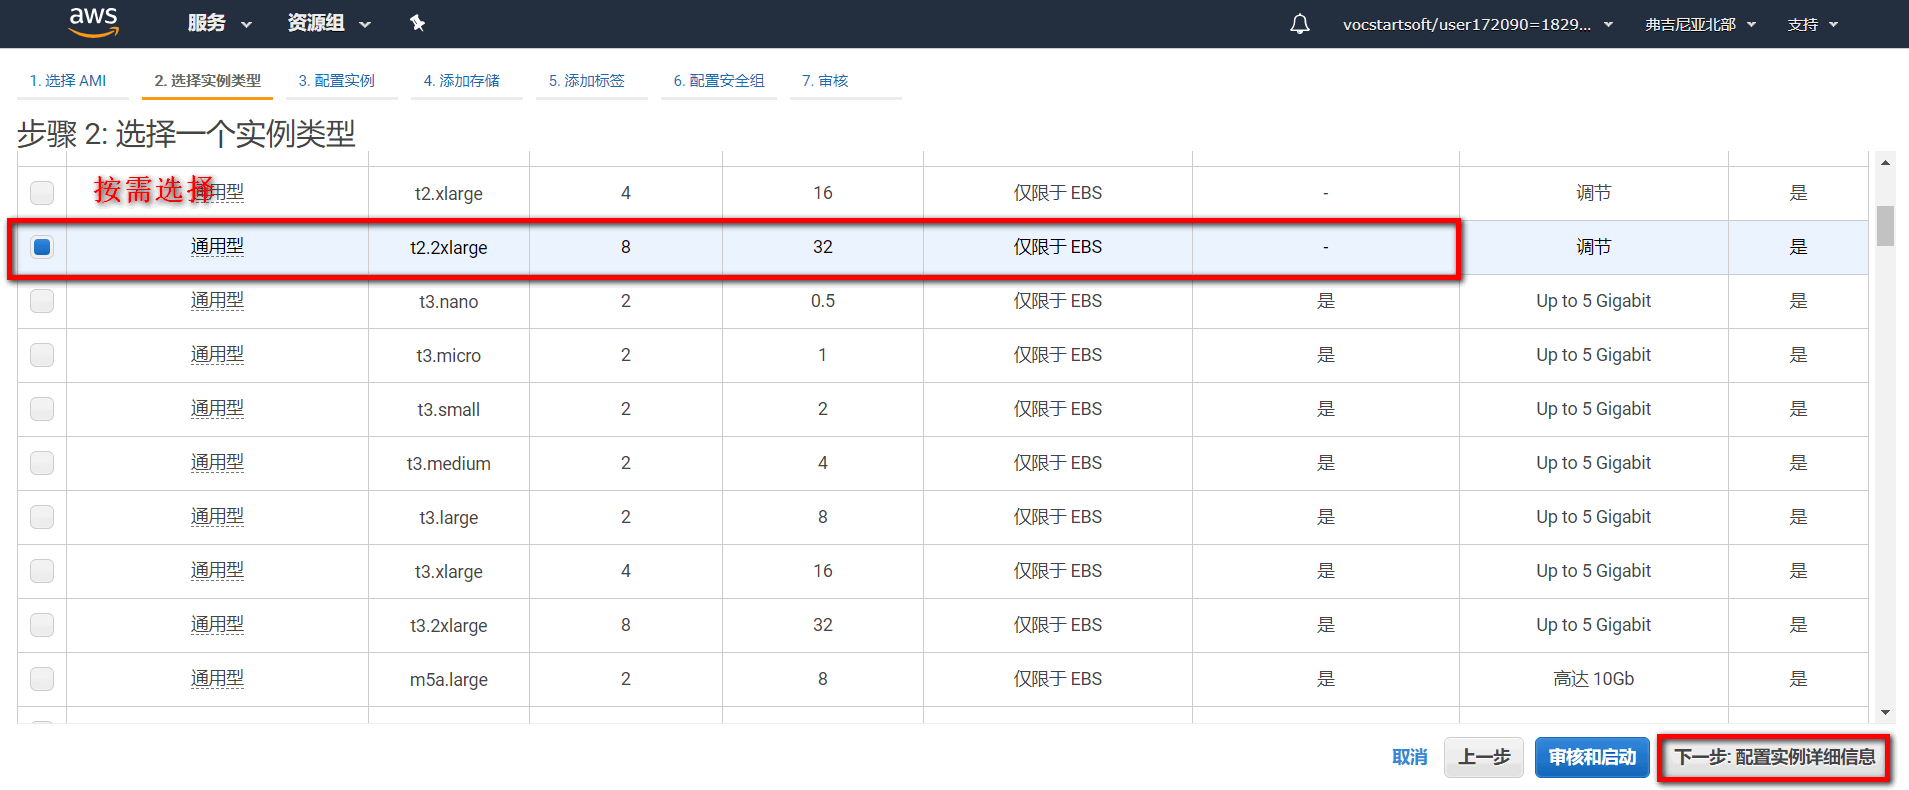 aws 服务 资源组 vocstartsoft/user172090=1829... 弗吉尼亚北部 支持
1. 选择 AMI 2. 选择实例类型 3. 配置实例 4. 添加存储 5. 添加标签 6. 配置安全组 7. 审核
步骤 2: 选择一个实例类型
按需选择
通用型 t2.xlarge 4 16 仅限于 EBS - 调节 是
通用型 t2.2xlarge 8 32 仅限于 EBS - 调节 是
通用型 t3.nano 2 0.5 仅限于 EBS 是 Up to 5 Gigabit 是
通用型 t3.micro 2 1 仅限于 EBS 是 Up to 5 Gigabit 是
通用型 t3.small 2 2 仅限于 EBS 是 Up to 5 Gigabit 是
通用型 t3.medium 2 4 仅限于 EBS 是 Up to 5 Gigabit 是
通用型 t3.large 2 8 仅限于 EBS 是 Up to 5 Gigabit 是
通用型 t3.xlarge 4 16 仅限于 EBS 是 Up to 5 Gigabit 是
通用型 t3.2xlarge 8 32 仅限于 EBS 是 Up to 5 Gigabit 是
通用型 m5a.large 2 8 仅限于 EBS 是 高达 10Gb 是
取消 上一步 审核和启动 下一步: 配置实例详细信息